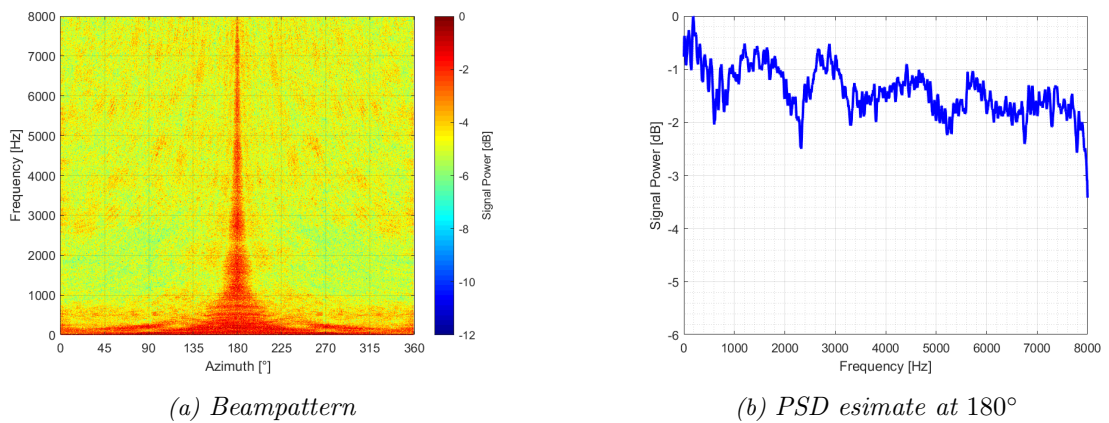 8000
7000
6000
5000
4000
3000
2000
1000
0
Frequency [Hz]
0 45 90 135 180 225 270 315 360
Azimuth [°]
0
-2
-4
-6
-8
-10
-12
Signal Power [dB]
(a) Beampattern
0
-1
-2
-3
-4
-5
-6
Signal Power [dB]
0 1000 2000 3000 4000 5000 6000 7000 8000
Frequency [Hz]
(b) PSD esimate at 180°